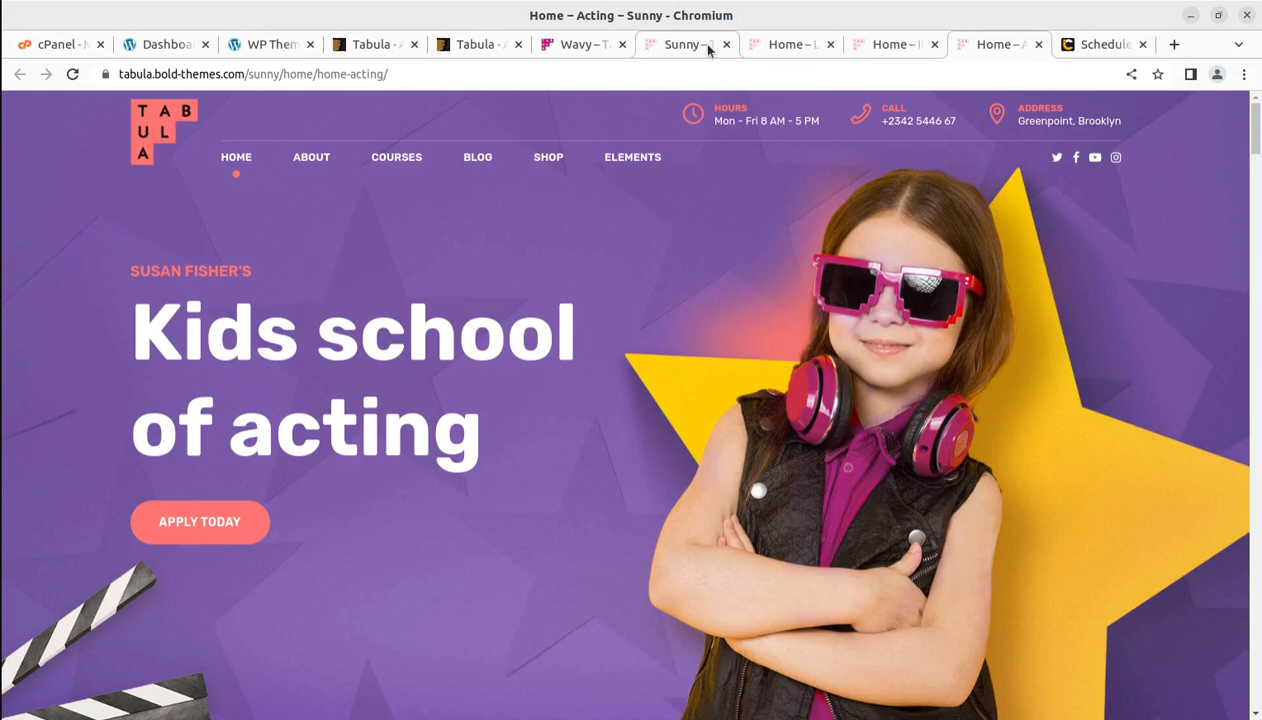 Home – Acting – Sunny - Chromium
cPanel - M
Dashboa
WP Them
Tabula - A
Tabula - A
Wavy – T
Sunny – T
Home – L
Home – Il
Home – A
Schedule
tabula.bold-themes.com/sunny/home/home-acting/
T A B
U L
A
HOURS
Mon - Fri 8 AM - 5 PM
CALL
+2342 5446 67
ADDRESS
Greenpoint, Brooklyn
HOME
ABOUT
COURSES
BLOG
SHOP
ELEMENTS
SUSAN FISHER'S
Kids school
of acting
APPLY TODAY